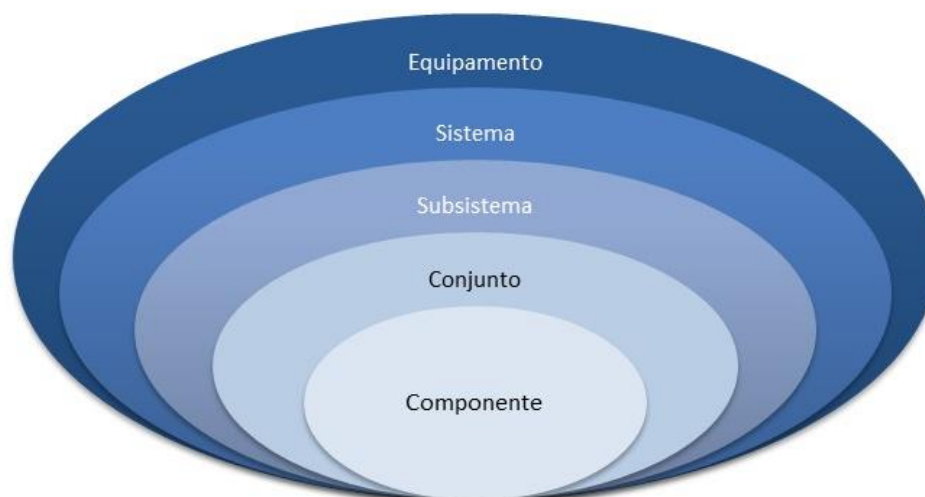 Equipamento
Sistema
Subsistema
Conjunto
Componente